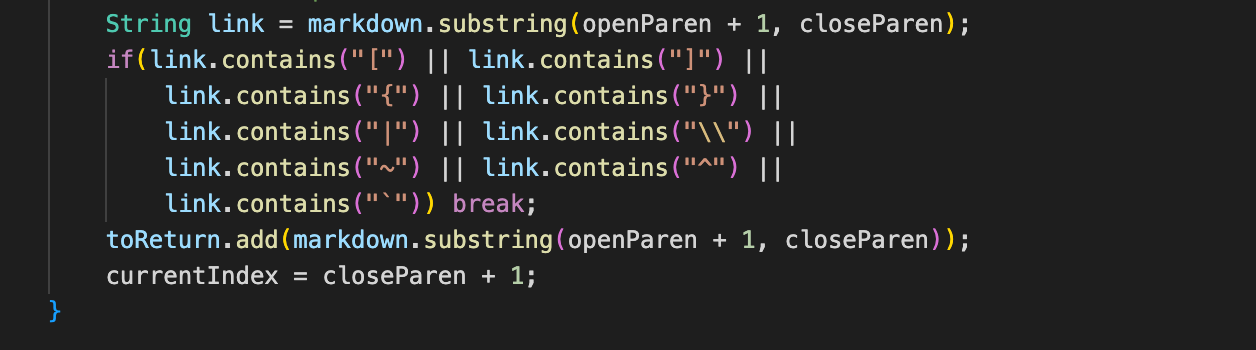 String link = markdown.substring(openParen + 1, closeParen);
if(link.contains("[") || link.contains("]") ||
link.contains("{") || link.contains("}") ||
link.contains("|") || link.contains("\\") ||
link.contains("~") || link.contains("^") ||
link.contains("`")) break;
toReturn.add(markdown.substring(openParen + 1, closeParen));
currentIndex = closeParen + 1;
}